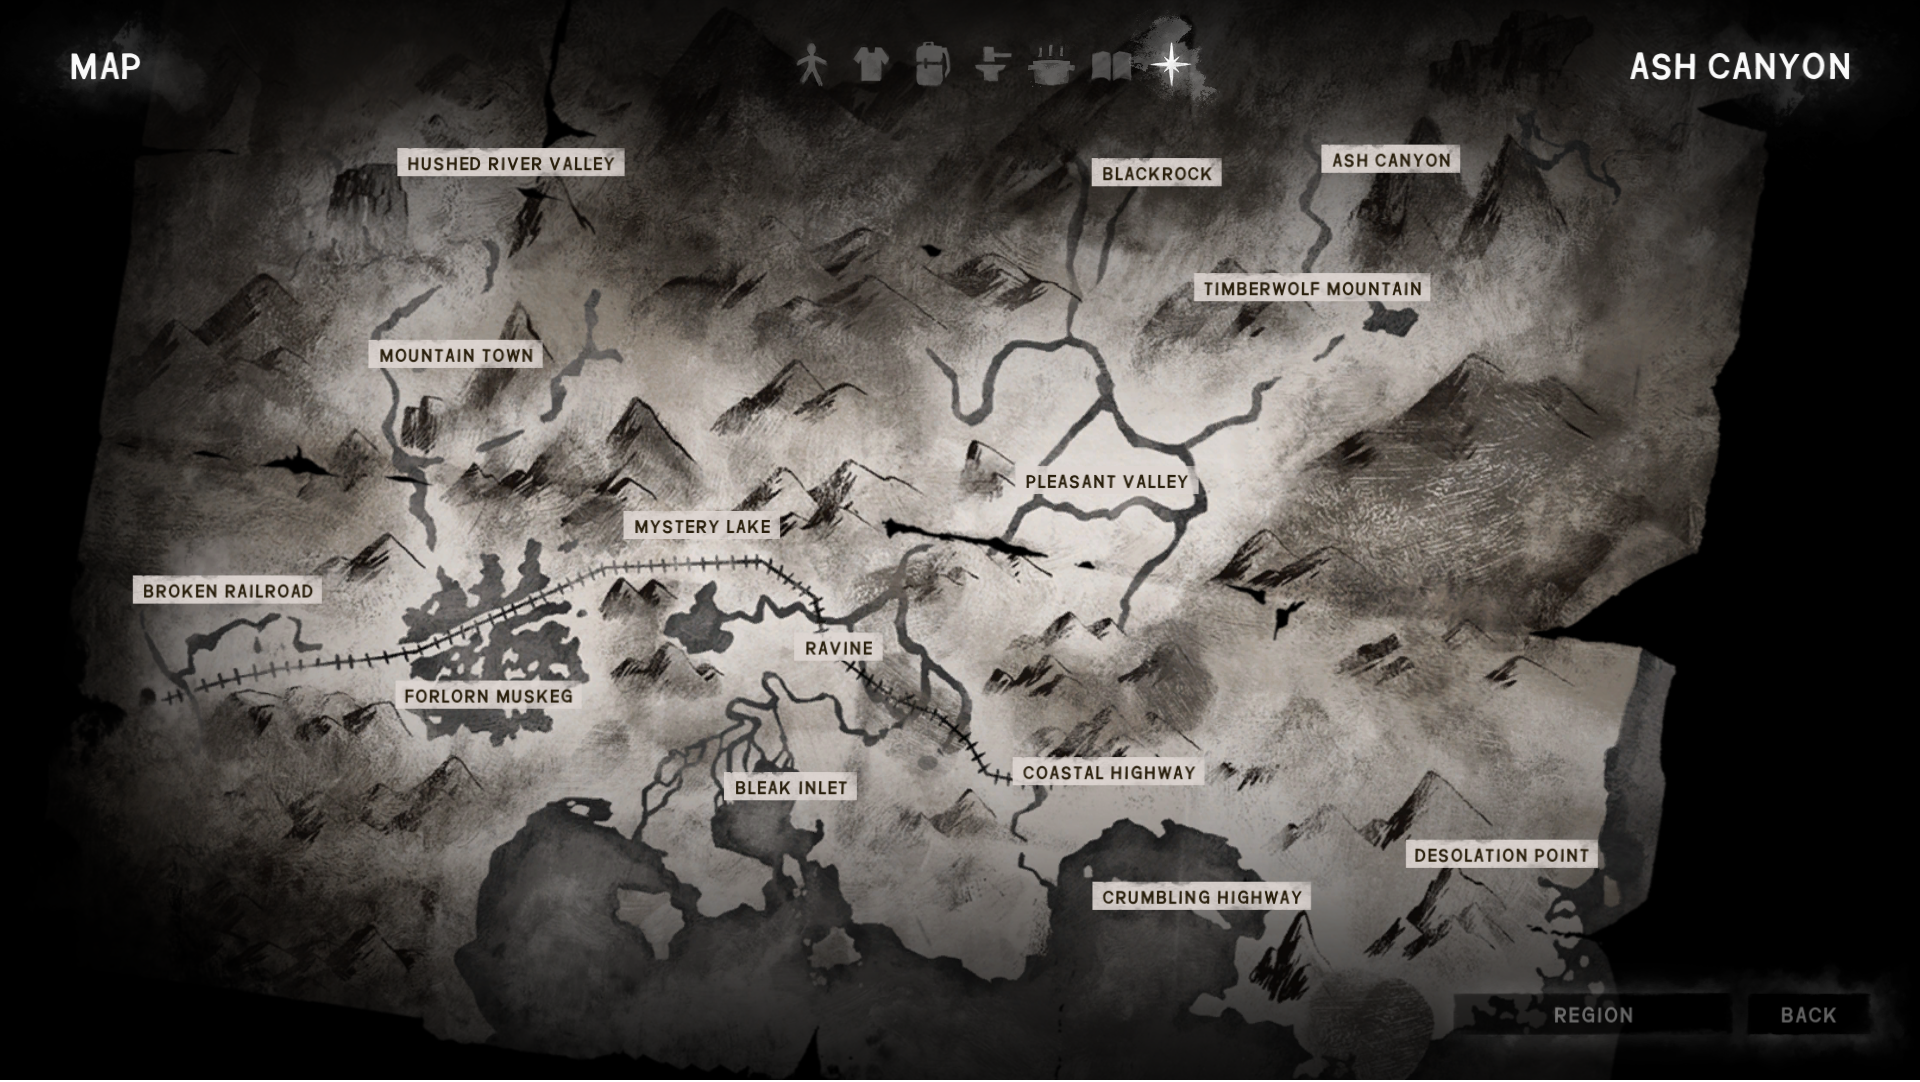 MAP
ASH CANYON
HUSHED RIVER VALLEY
BLACKROCK
ASH CANYON
TIMBERWOLF MOUNTAIN
MOUNTAIN TOWN
PLEASANT VALLEY
MYSTERY LAKE
BROKEN RAILROAD
RAVINE
FORLORN MUSKEG
COASTAL HIGHWAY
BLEAK INLET
DESOLATION POINT
CRUMBLING HIGHWAY
REGION
BACK